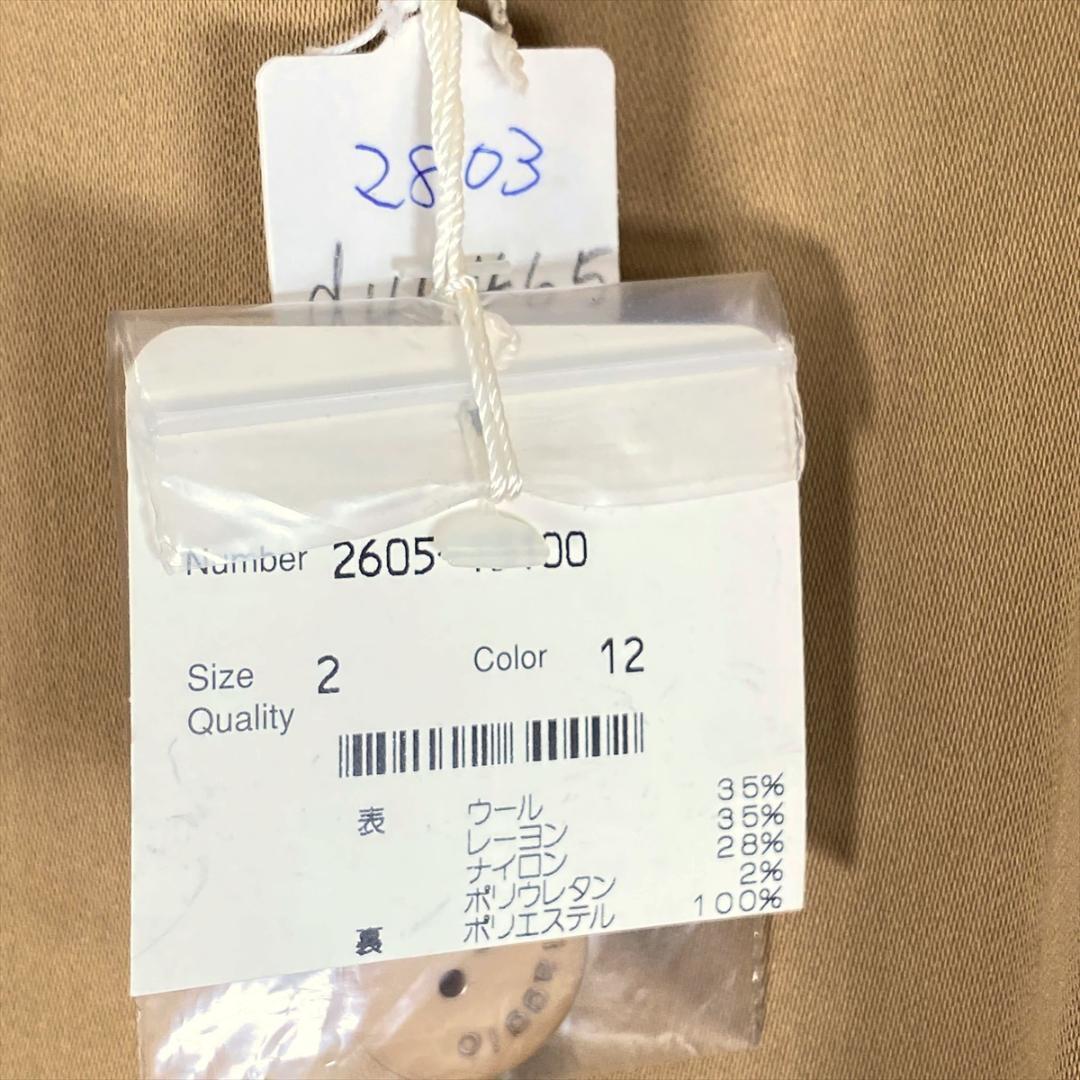 2803
Number 2605
Size 2 Color 12
Quality
表 ウール 35%
レーヨン 35%
ナイロン 28%
ポリウレタン 2%
裏 ポリエステル 100%